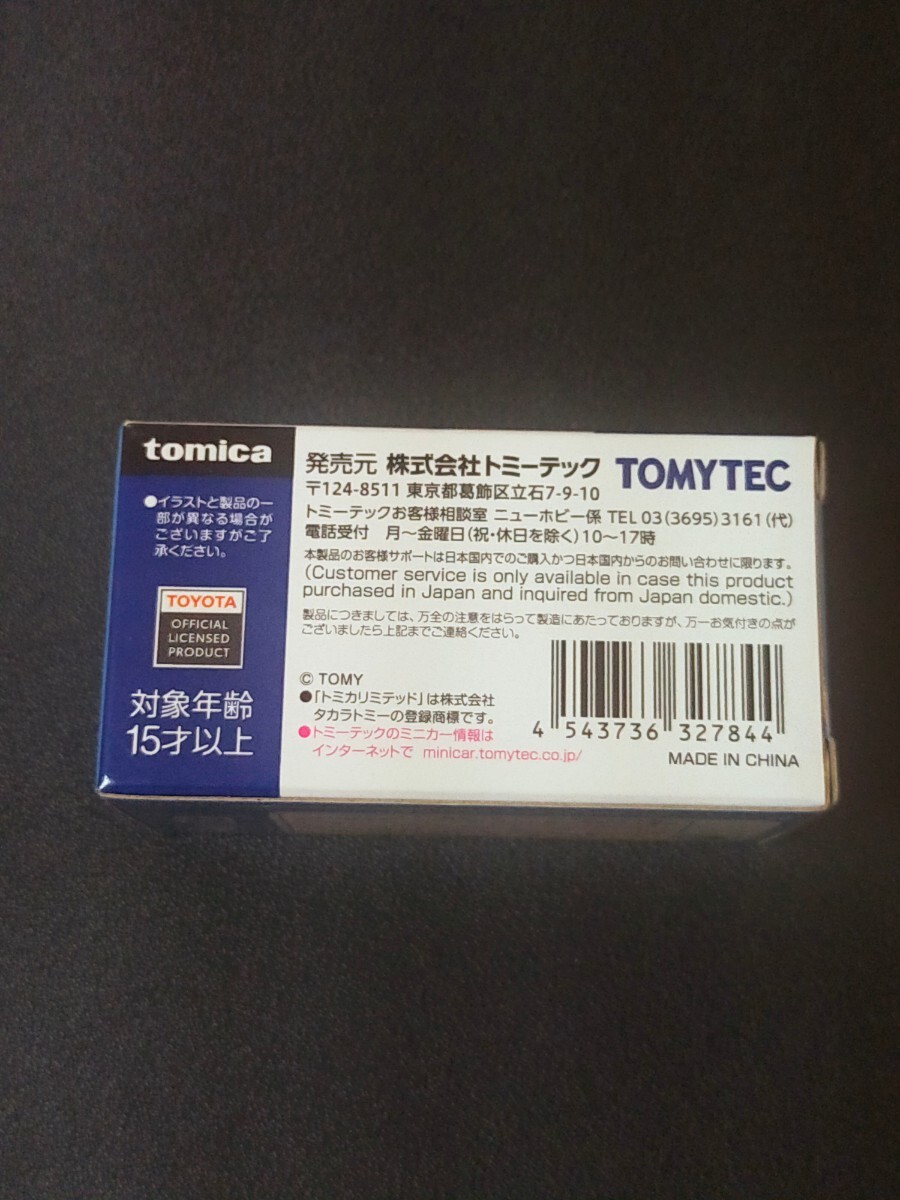 tomica
●イラストと製品の一
部が異なる場合が
ございますがご了
承ください。
TOYOTA
OFFICIAL
LICENSED
PRODUCT
対象年齢
15才以上
発売元 株式会社トミーテック TOMYTEC
〒124-8511 東京都葛飾区立石7-9-10
トミーテックお客様相談室 ニューホビー係 TEL 03(3695)3161(代)
電話受付 月～金曜日(祝・休日を除く)10～17時
本製品のお客様サポートは日本国内でのご購入かつ日本国内からのお問い合わせに限ります。
(Customer service is only available in case this product
purchased in Japan and inquired from Japan domestic.)
製品につきましては、万全の注意をはらって製造にあたっておりますが、万一お気付きの点が
ございましたら上記までご連絡ください。
© TOMY
●「トミカリミテッド」は株式会社
タカラトミーの登録商標です。
●トミーテックのミニカー情報は
インターネットで minicar.tomytec.co.jp/
4 543736 327844
MADE IN CHINA